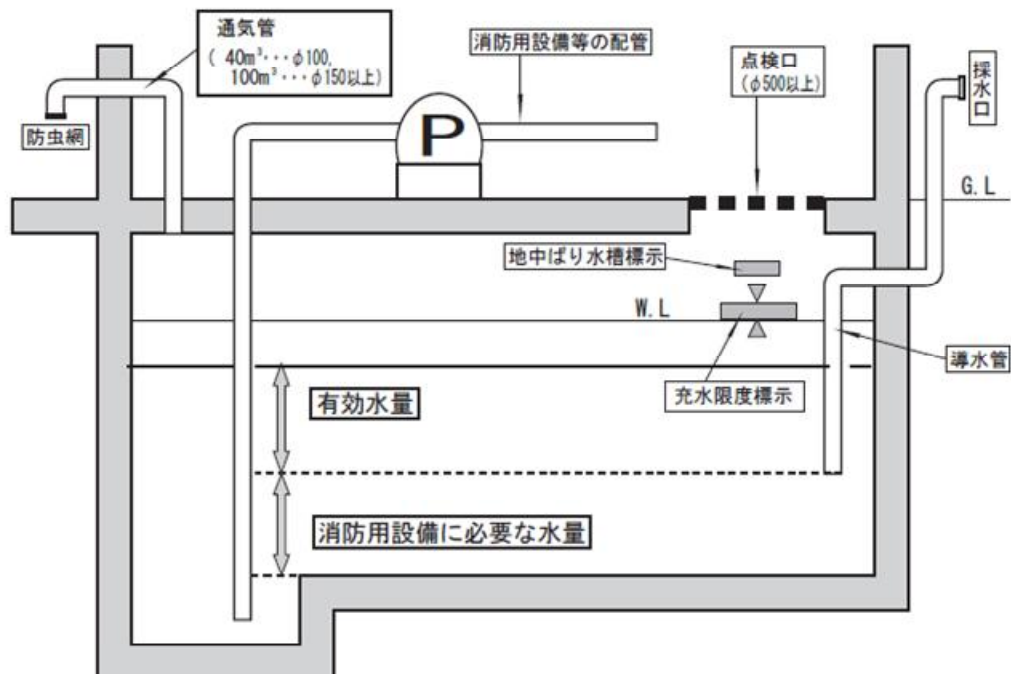 通気管
( 40m³・・・φ100,
100m³・・・φ150以上)
消防用設備等の配管
点検口
(φ500以上)
採水口
防虫網
P
G.L
地中ばり水槽標示
W.L
導水管
充水限度標示
有効水量
消防用設備に必要な水量